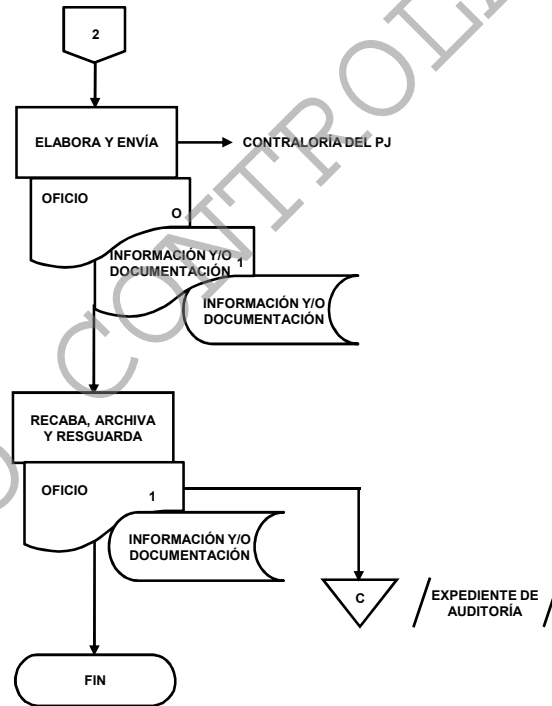 2
ELABORA Y ENVÍA
CONTRALORÍA DEL PJ
OFICIO
O
INFORMACIÓN Y/O
DOCUMENTACIÓN
1
INFORMACIÓN Y/O
DOCUMENTACIÓN
RECABA, ARCHIVA
Y RESGUARDA
OFICIO
1
INFORMACIÓN Y/O
DOCUMENTACIÓN
C
EXPEDIENTE DE
AUDITORÍA
FIN
O CONTROLA